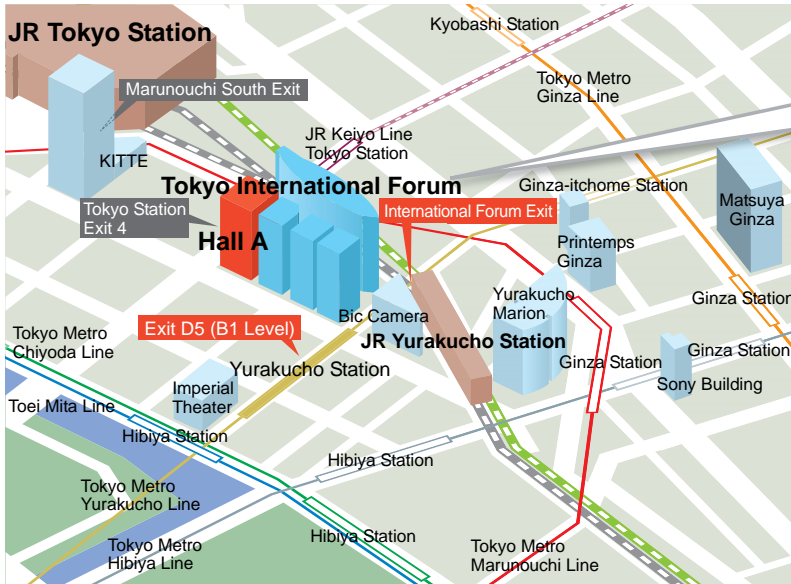 JR Tokyo Station
Kyobashi Station
Tokyo Metro
Ginza Line
Marunouchi South Exit
JR Keiyo Line
Tokyo Station
KITTE
Tokyo International Forum
Ginza-itchome Station
Matsuya
Ginza
Tokyo Station
Exit 4
International Forum Exit
Hall A
Printemps
Ginza
Yurakucho
Marion
Ginza Station
Bic Camera
Exit D5 (B1 Level)
Tokyo Metro
Chiyoda Line
JR Yurakucho Station
Ginza Station
Ginza Station
Yurakucho Station
Imperial
Theater
Sony Building
Toei Mita Line
Hibiya Station
Hibiya Station
Tokyo Metro
Yurakucho Line
Hibiya Station
Tokyo Metro
Hibiya Line
Tokyo Metro
Marunouchi Line